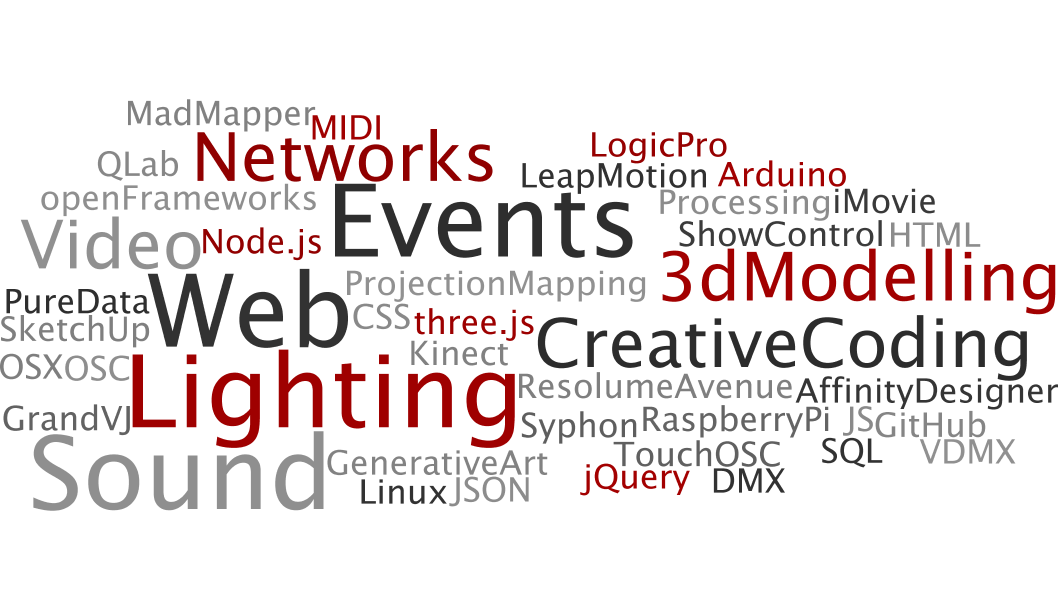 MadMapper
MIDI
Networks
LogicPro
QLab
LeapMotion
Arduino
openFrameworks
Events
Processing
iMovie
Video
Node.js
ShowControl
HTML
3dModelling
ProjectionMapping
PureData
Web
CSS
three.js
SketchUp
CreativeCoding
Kinect
OSX
OSC
Lighting
ResolumeAvenue
AffinityDesigner
GrandVJ
Syphon
RaspberryPi
JS
GitHub
Sound
GenerativeArt
TouchOSC
SQL
VDMX
jQuery
DMX
Linux
JSON